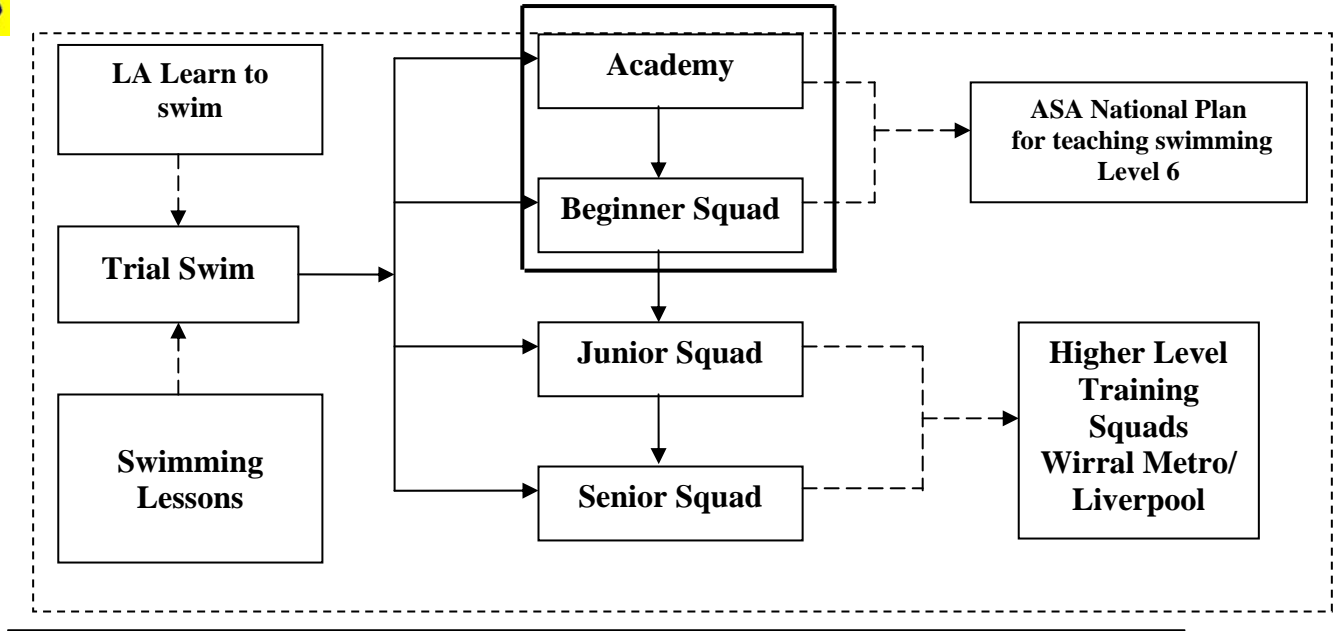 LA Learn to
swim
Trial Swim
Swimming
Lessons
Academy
Beginner Squad
Junior Squad
Senior Squad
ASA National Plan
for teaching swimming
Level 6
Higher Level
Training
Squads
Wirral Metro/
Liverpool